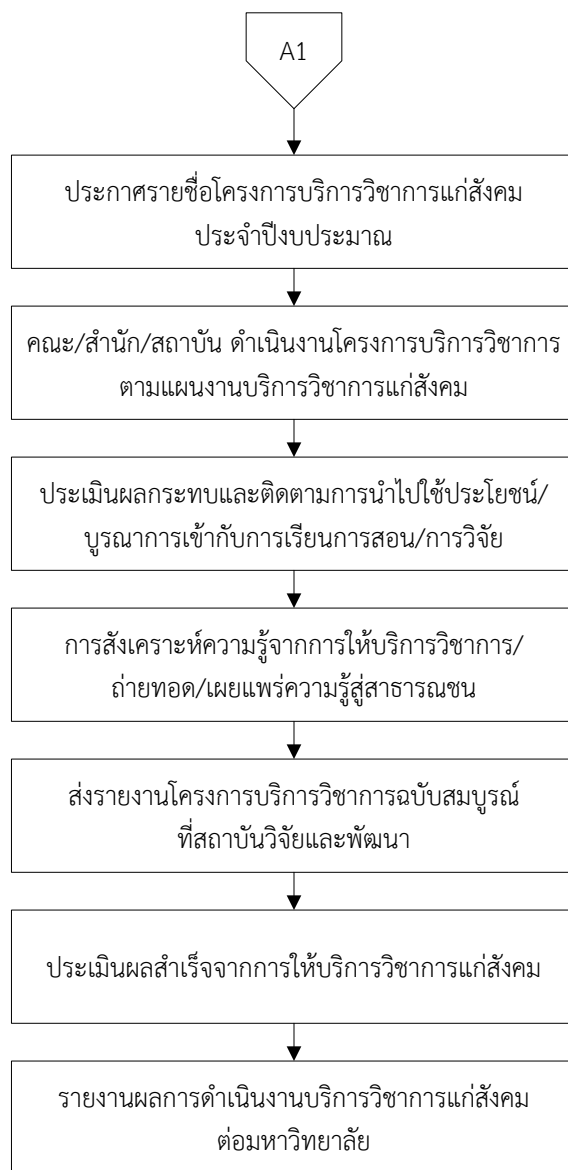 A1
ประกาศรายชื่อโครงการบริการวิชาการแก่สังคม
ประจำปีงบประมาณ
คณะ/สำนัก/สถาบัน ดำเนินงานโครงการบริการวิชาการ
ตามแผนงานบริการวิชาการแก่สังคม
ประเมินผลกระทบและติดตามการนำไปใช้ประโยชน์/
บูรณาการเข้ากับการเรียนการสอน/การวิจัย
การสังเคราะห์ความรู้จากการให้บริการวิชาการ/
ถ่ายทอด/เผยแพร่ความรู้สู่สาธารณชน
ส่งรายงานโครงการบริการวิชาการฉบับสมบูรณ์
ที่สถาบันวิจัยและพัฒนา
ประเมินผลสำเร็จจากการให้บริการวิชาการแก่สังคม
รายงานผลการดำเนินงานบริการวิชาการแก่สังคม
ต่อมหาวิทยาลัย